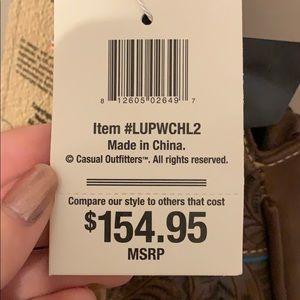 8 12605 02649 7
Item #LUPWCHL2
Made in China.
© Casual Outfitters™. All rights reserved.
Compare our style to others that cost
$154.95
MSRP